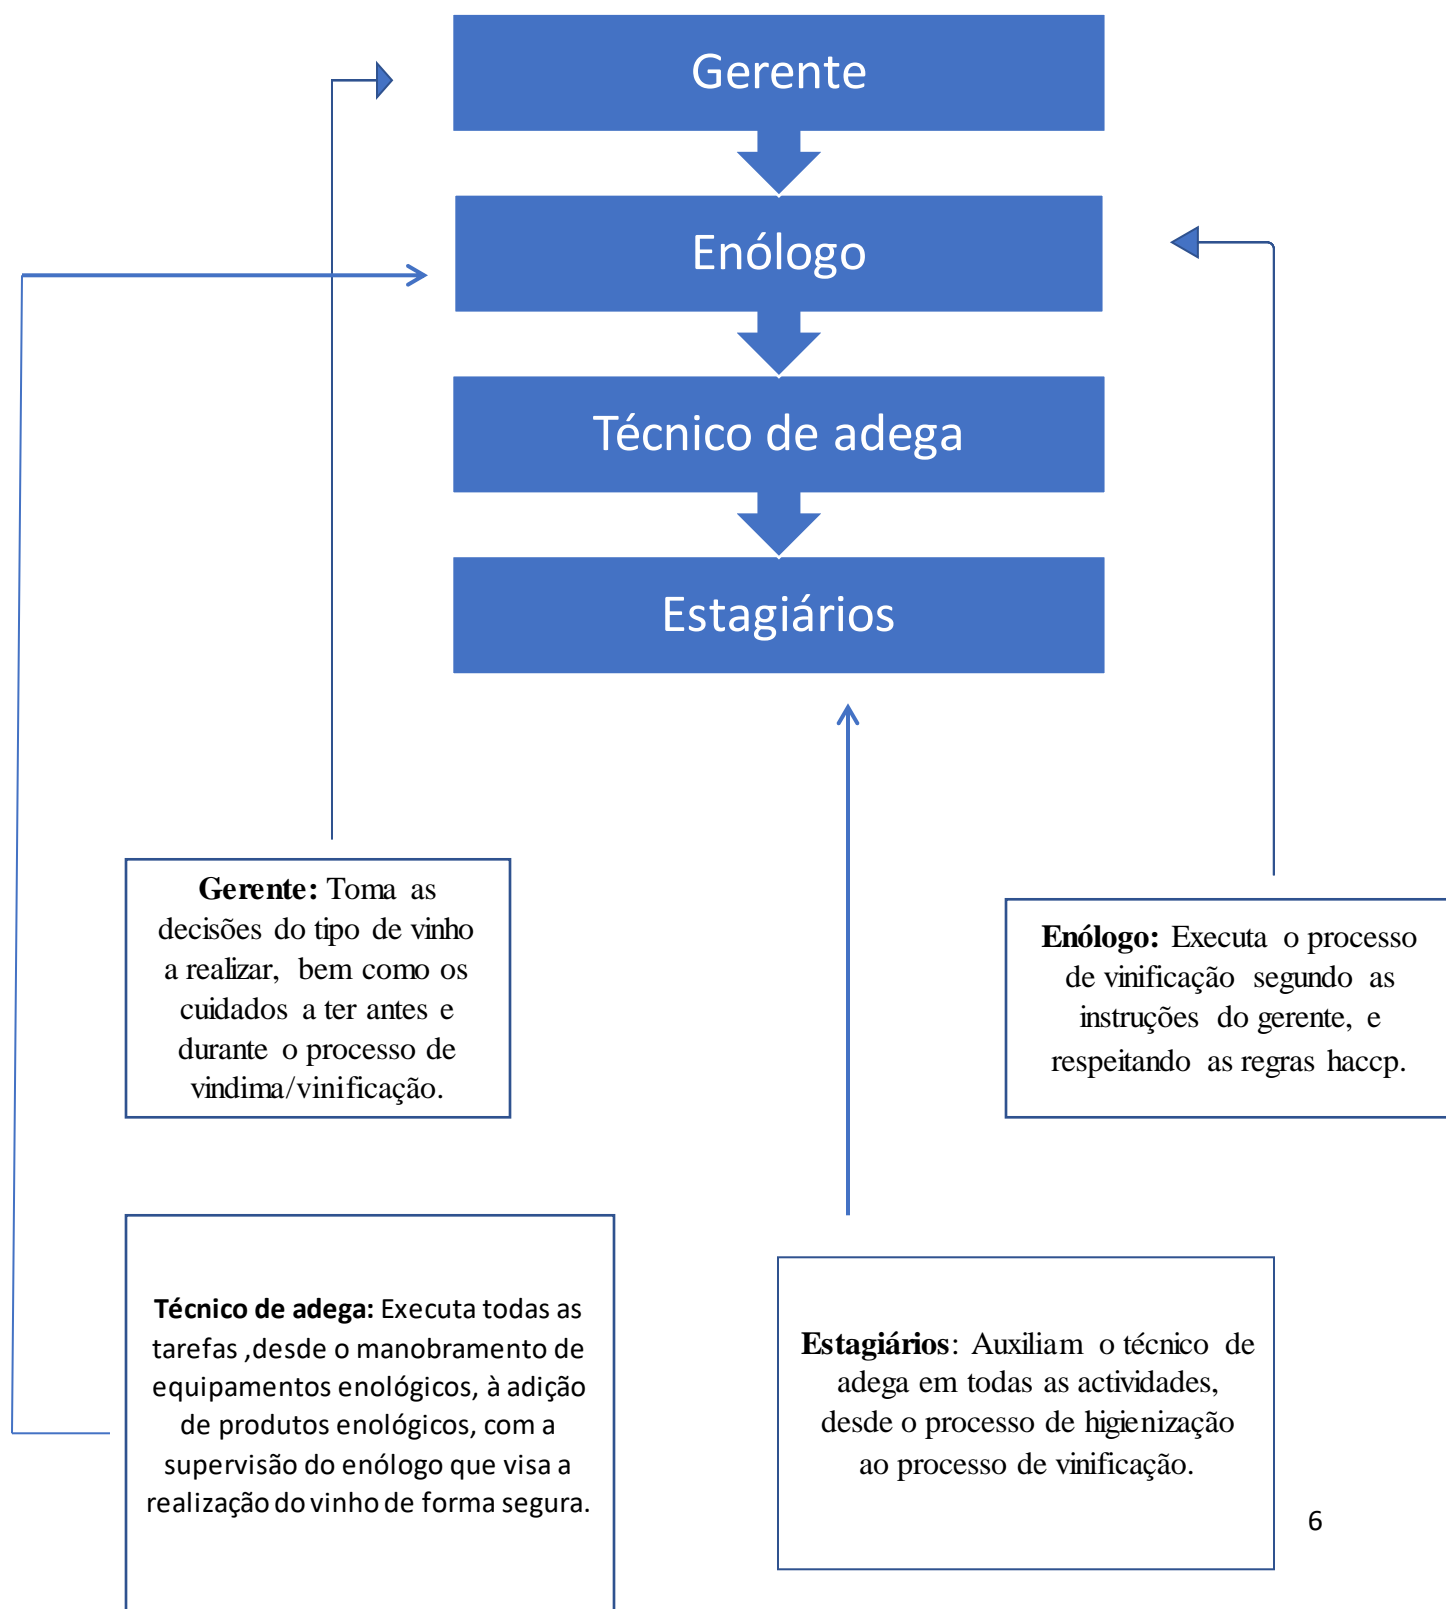 Gerente
Enólogo
Técnico de adega
Estagiários
Gerente: Toma as
decisões do tipo de vinho
a realizar, bem como os
cuidados a ter antes e
durante o processo de
vindima/vinificação.
Enólogo: Executa o processo
de vinificação segundo as
instruções do gerente, e
respeitando as regras haccp.
Técnico de adega: Executa todas as
tarefas ,desde o manobramento de
equipamentos enológicos, à adição
de produtos enológicos, com a
supervisão do enólogo que visa a
realização do vinho de forma segura.
Estagiários: Auxiliam o técnico de
adega em todas as actividades,
desde o processo de higienização
ao processo de vinificação.
6